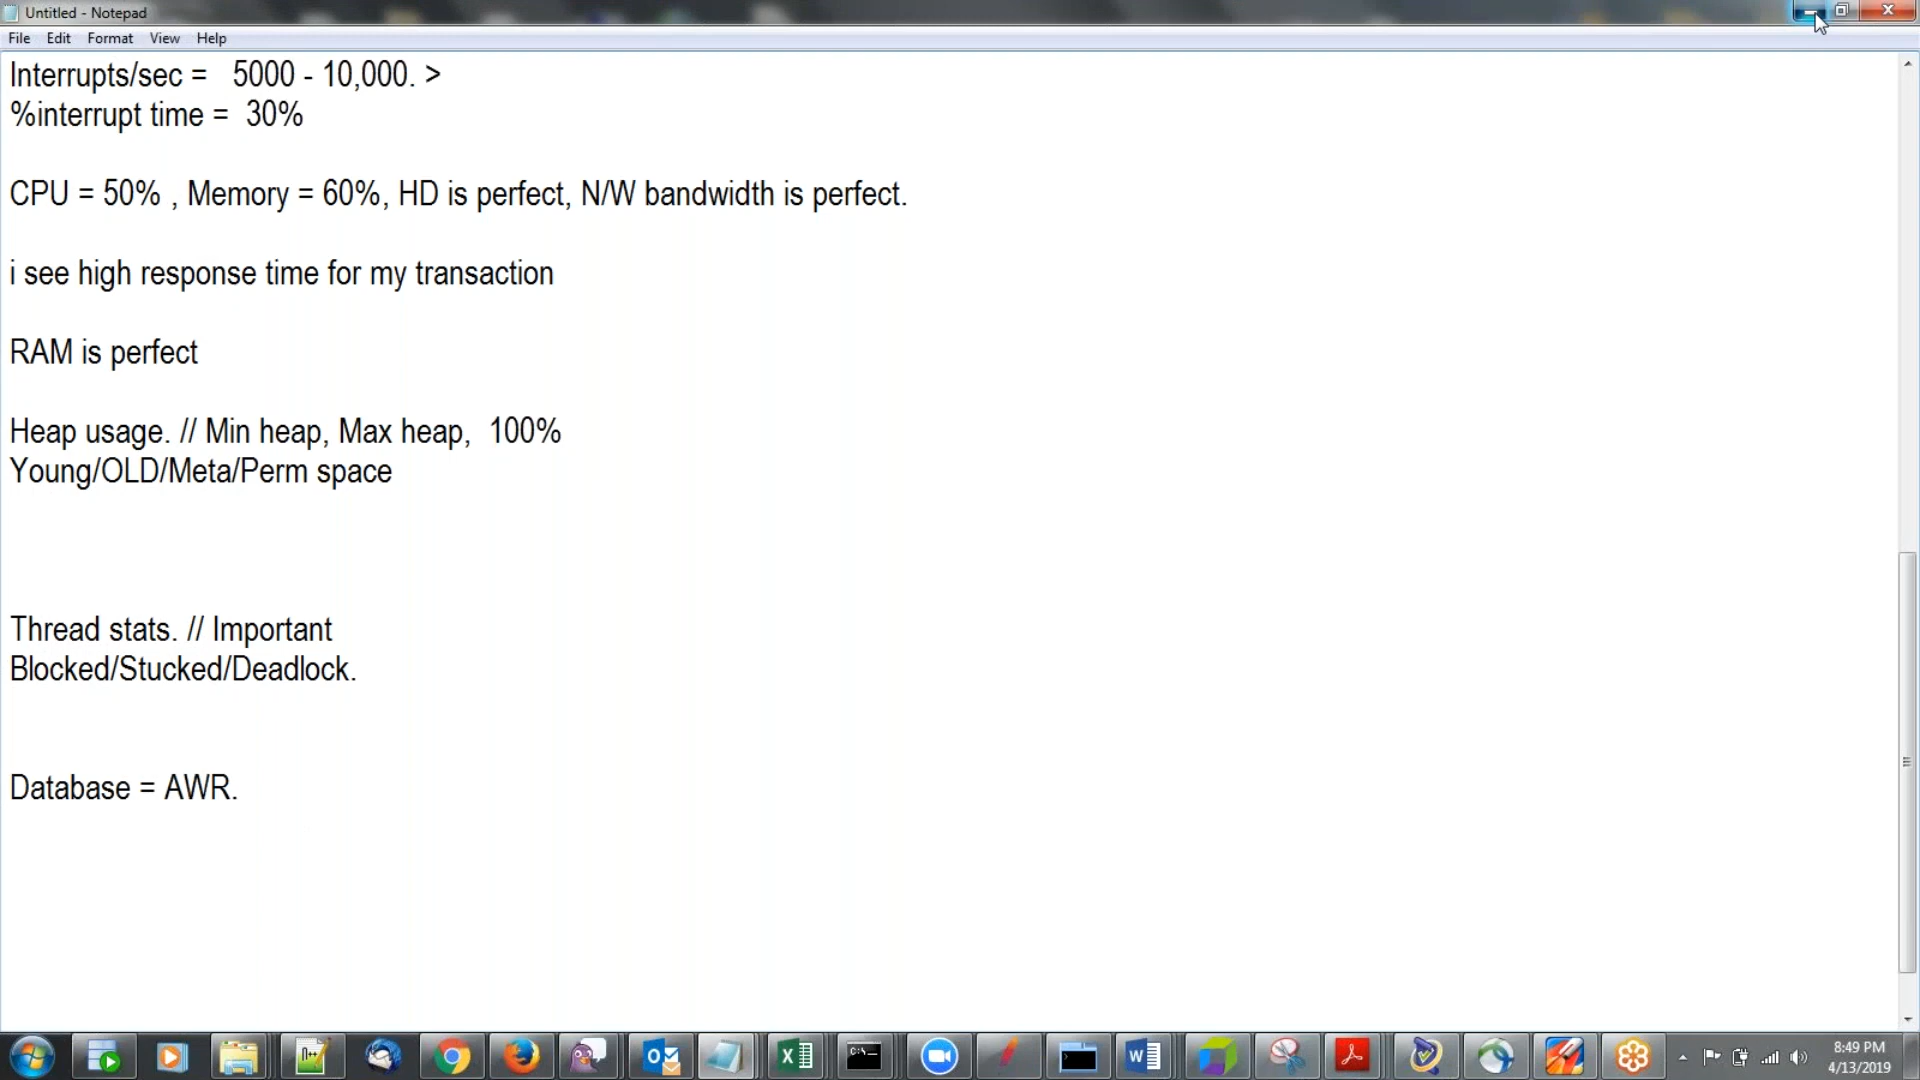 Untitled - Notepad
File Edit Format View Help
Interrupts/sec = 5000 - 10,000. >
%interrupt time = 30%
CPU = 50% , Memory = 60%, HD is perfect, N/W bandwidth is perfect.
i see high response time for my transaction
RAM is perfect
Heap usage. // Min heap, Max heap, 100%
Young/OLD/Meta/Perm space
Thread stats. // Important
Blocked/Stucked/Deadlock.
Database = AWR.
8:49 PM
4/13/2019